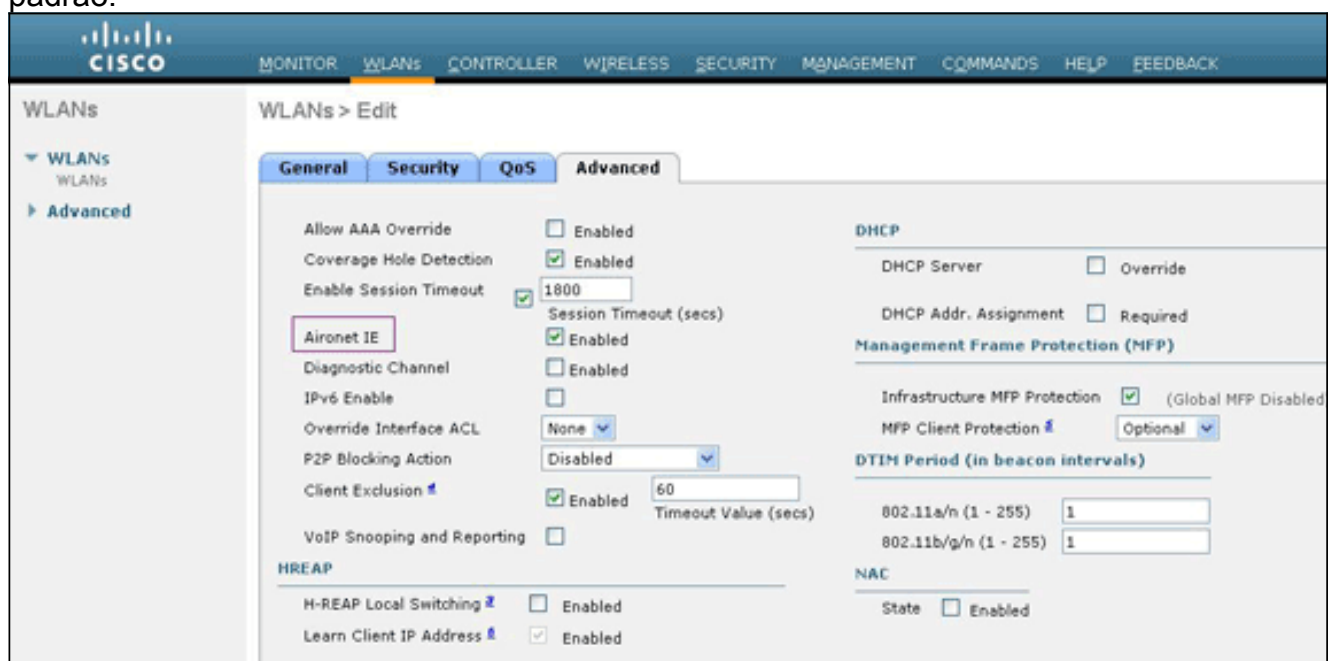 padrão.
CISCO
MONITOR WLANs CONTROLLER WIRELESS SECURITY MANAGEMENT COMMANDS HELP FEEDBACK
WLANs
WLANs
WLANs
Advanced
WLANs > Edit
General Security QoS Advanced
Allow AAA Override Enabled
Coverage Hole Detection Enabled
Enable Session Timeout 1800
Session Timeout (secs)
Aironet IE Enabled
Diagnostic Channel Enabled
IPv6 Enable
Override Interface ACL None
P2P Blocking Action Disabled
Client Exclusion Enabled 60
Timeout Value (secs)
VoIP Snooping and Reporting
HREAP
H-REAP Local Switching 2 Enabled
Learn Client IP Address Enabled
DHCP
DHCP Server Override
DHCP Addr. Assignment Required
Management Frame Protection (MFP)
Infrastructure MFP Protection (Global MFP Disabled
MFP Client Protection Optional
DTIM Period (in beacon intervals)
802.11a/n (1 - 255) 1
802.11b/g/n (1 - 255) 1
NAC
State Enabled